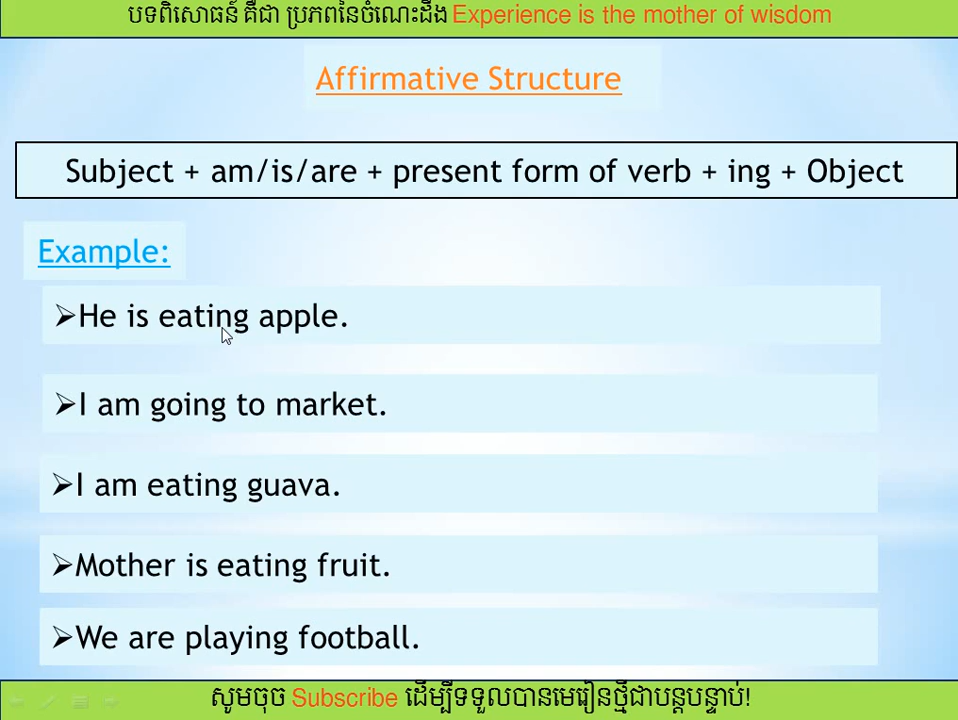 បទពិសោធន៍ គឺជា ប្រភពនៃចំណេះដឹង Experience is the mother of wisdom
Affirmative Structure
Subject + am/is/are + present form of verb + ing + Object
Example:
➢He is eating apple.
➢I am going to market.
➢I am eating guava.
➢Mother is eating fruit.
➢We are playing football.
សូមចុច Subscribe ដើម្បីទទួលបានមេរៀនថ្មីជាបន្តបន្ទាប់!